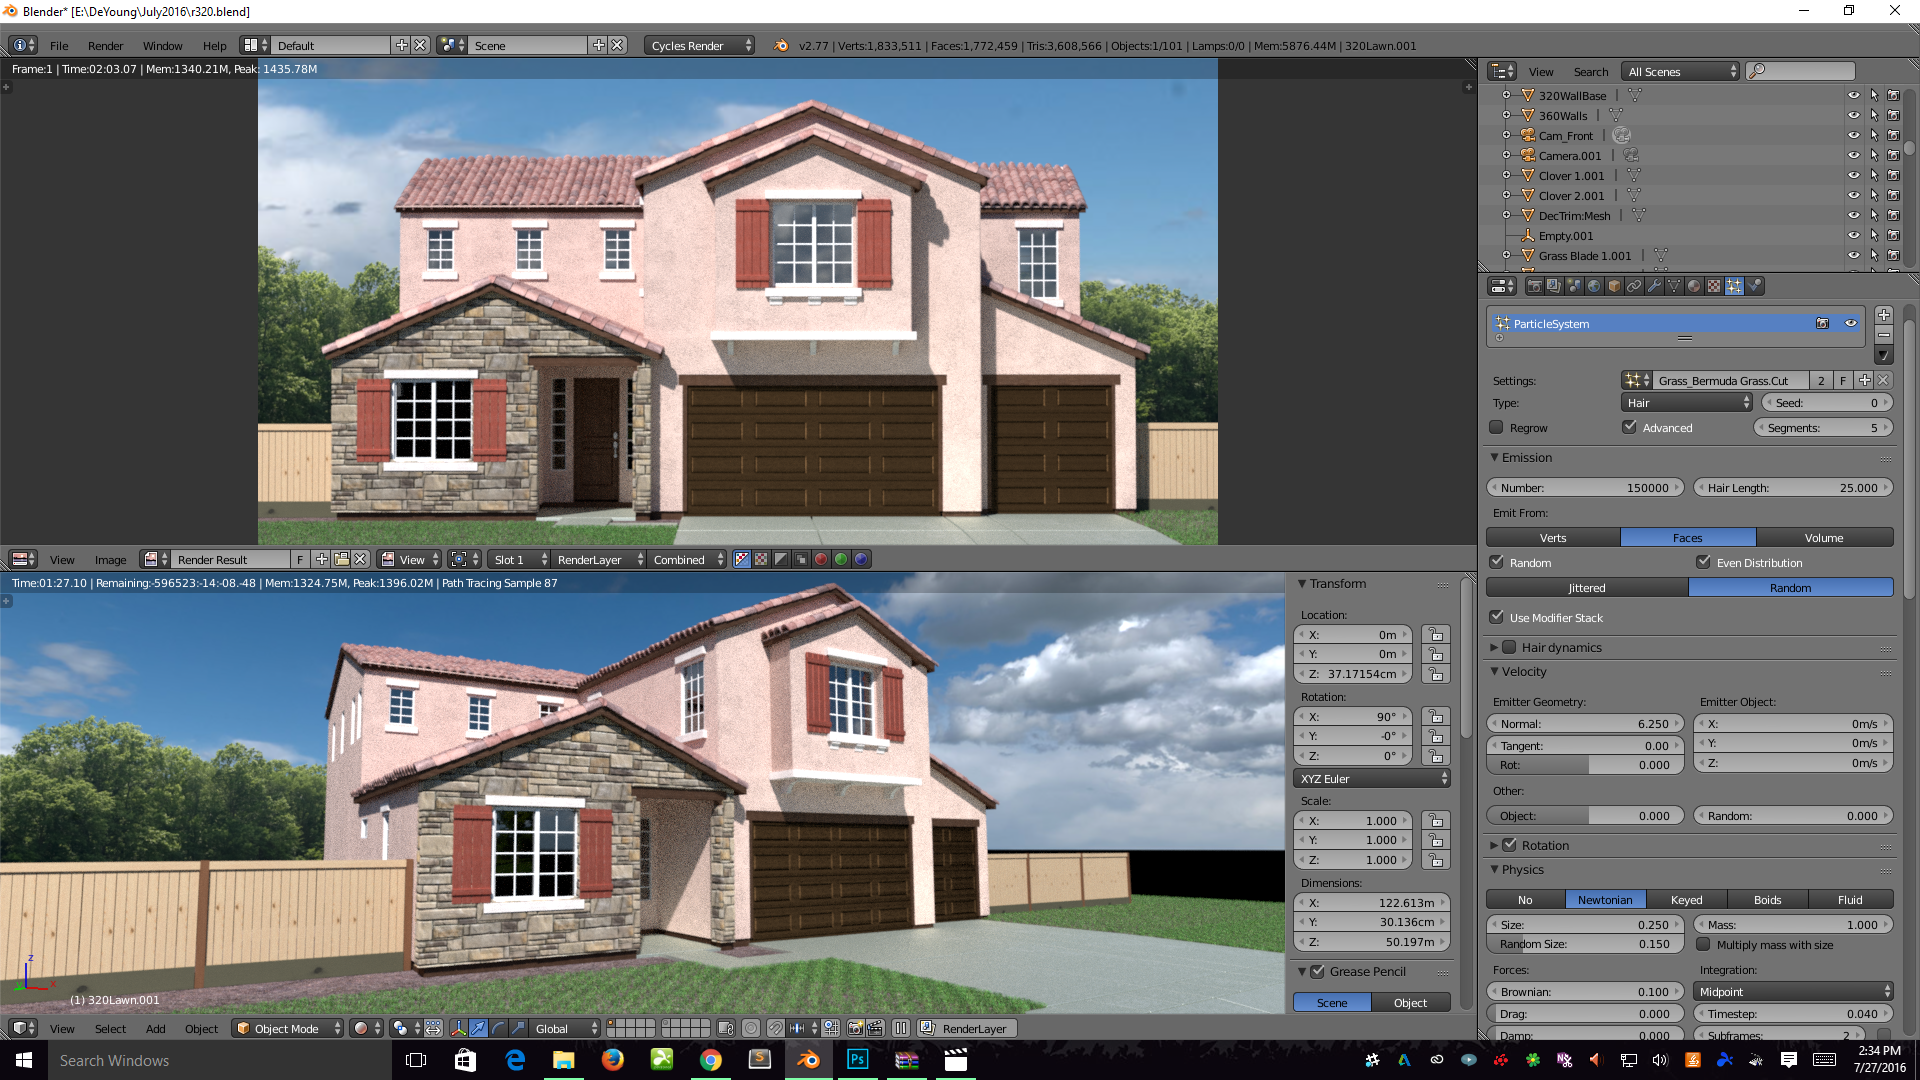 Blender* [E:\DeYoung\July2016\r320.blend]
File Render Window Help Default Scene Cycles Render v2.77 | Verts:1,833,511 | Faces:1,772,459 | Tris:3,608,566 | Objects:1/101 | Lamps:0/0 | Mem:5876.44M | 320Lawn.001
Frame:1 | Time:02:03.07 | Mem:1340.21M, Peak: 1435.78M
View Image Render Result F View Slot 1 RenderLayer Combined
Time:01:27.10 | Remaining:-596523:-14:-08.-48 | Mem:1324.75M, Peak:1396.02M | Path Tracing Sample 87
(1) 320Lawn.001
z
x
View Select Add Object Object Mode Global RenderLayer
Transform
Location:
X: 0m
Y: 0m
Z: 37.17154cm
Rotation:
X: 90°
Y: -0°
Z: 0°
XYZ Euler
Scale:
X: 1.000
Y: 1.000
Z: 1.000
Dimensions:
X: 122.613m
Y: 30.136cm
Z: 50.197m
Grease Pencil
Scene Object
View Search All Scenes
320WallBase
360Walls
Cam_Front
Camera.001
Clover 1.001
Clover 2.001
DecTrim:Mesh
Empty.001
Grass Blade 1.001
ParticleSystem
Settings: Grass_Bermuda Grass.Cut 2 F
Type: Hair Seed: 0
Regrow Advanced Segments: 5
Emission
Number: 150000 Hair Length: 25.000
Emit From:
Verts Faces Volume
Random Even Distribution
Jittered Random
Use Modifier Stack
Hair dynamics
Velocity
Emitter Geometry: Emitter Object:
Normal: 6.250 X: 0m/s
Tangent: 0.00 Y: 0m/s
Rot: 0.000 Z: 0m/s
Other:
Object: 0.000 Random: 0.000
Rotation
Physics
No Newtonian Keyed Boids Fluid
Size: 0.250 Mass: 1.000
Random Size: 0.150 Multiply mass with size
Forces: Integration:
Brownian: 0.100 Midpoint
Drag: 0.000 Timestep: 0.040
Damp: 0.000 Subframes: 2
Search Windows
Ps
2:34 PM
7/27/2016